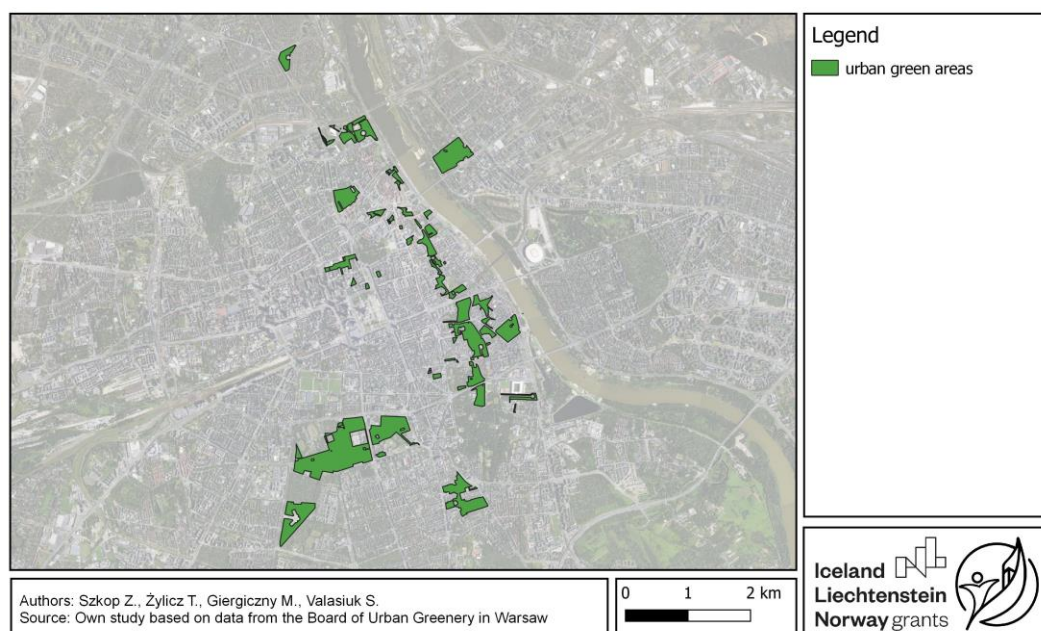 Legend
urban green areas
Authors: Szkop Z., Żylicz T., Giergiczny M., Valasiuk S.
Source: Own study based on data from the Board of Urban Greenery in Warsaw
0 1 2 km
Iceland
Liechtenstein
Norway grants